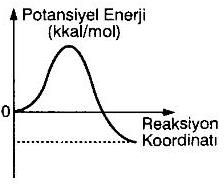 Potansiyel Enerji
(kkal/mol)
0
Reaksiyon
Koordinatı